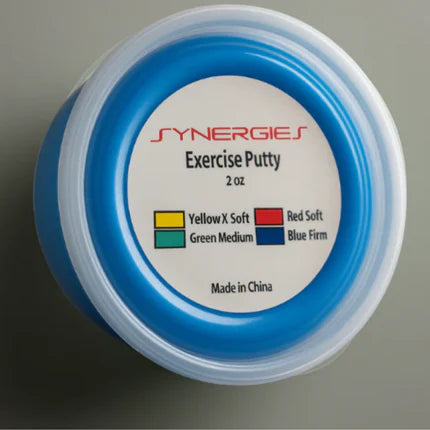 SYNERGIES
Exercise Putty
2 oz
Yellow X Soft Red Soft
Green Medium Blue Firm
Made in China